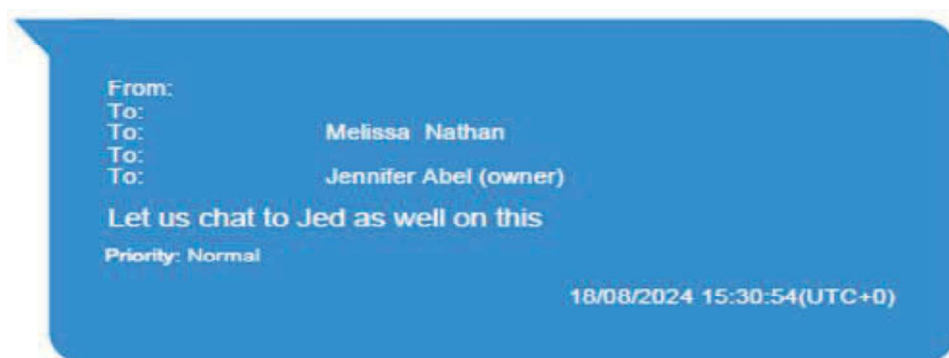 From:
To:
To: Melissa Nathan
To:
To: Jennifer Abel (owner)
Let us chat to Jed as well on this
Priority: Normal
18/08/2024 15:30:54(UTC+0)